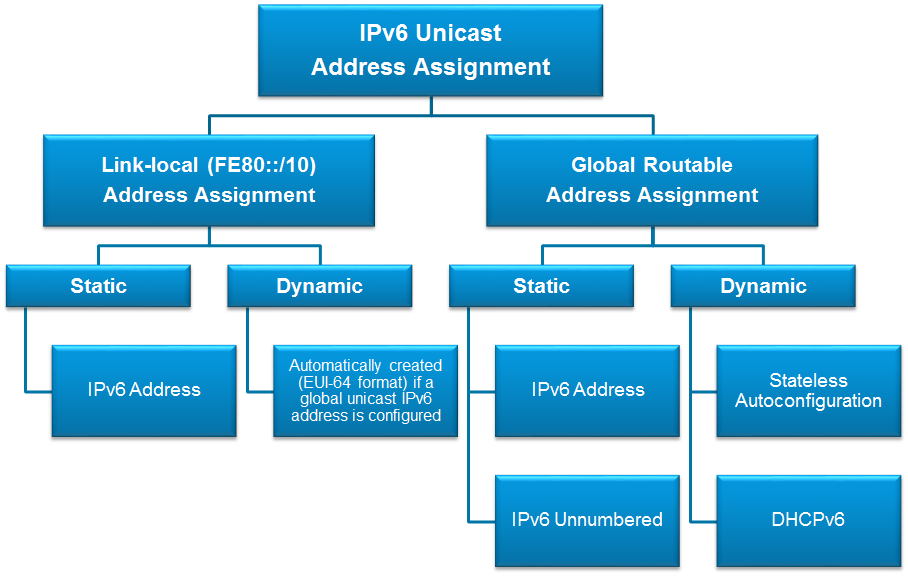 IPv6 Unicast
Address Assignment
Link-local (FE80::/10)
Address Assignment
Global Routable
Address Assignment
Static
Dynamic
Static
Dynamic
IPv6 Address
Automatically created
(EUI-64 format) if a
global unicast IPv6
address is configured
IPv6 Address
Stateless
Autoconfiguration
IPv6 Unnumbered
DHCPv6